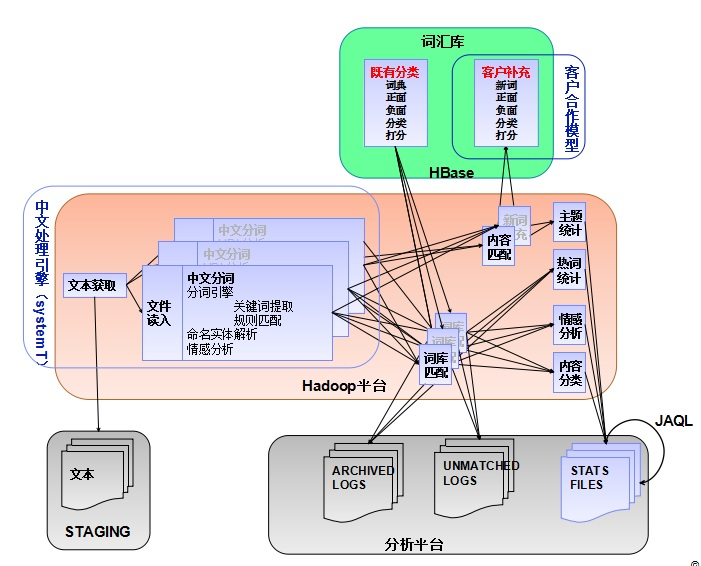 词汇库
既有分类
词典
正面
负面
分类
打分
客户补充
新词
正面
负面
分类
打分
客户合作模型
HBase
中文处理引擎（system T）
文本获取
中文分词
中文分词
文件
读入
中文分词
分词引擎
关键词提取
规则匹配
命名实体解析
情感分析
新词
充
内容
匹配
词库
词库
词库
匹配
主题
统计
热词
统计
情感
分析
内容
分类
Hadoop平台
文本
STAGING
ARCHIVED
LOGS
UNMATCHED
LOGS
STATS
FILES
JAQL
分析平台
©